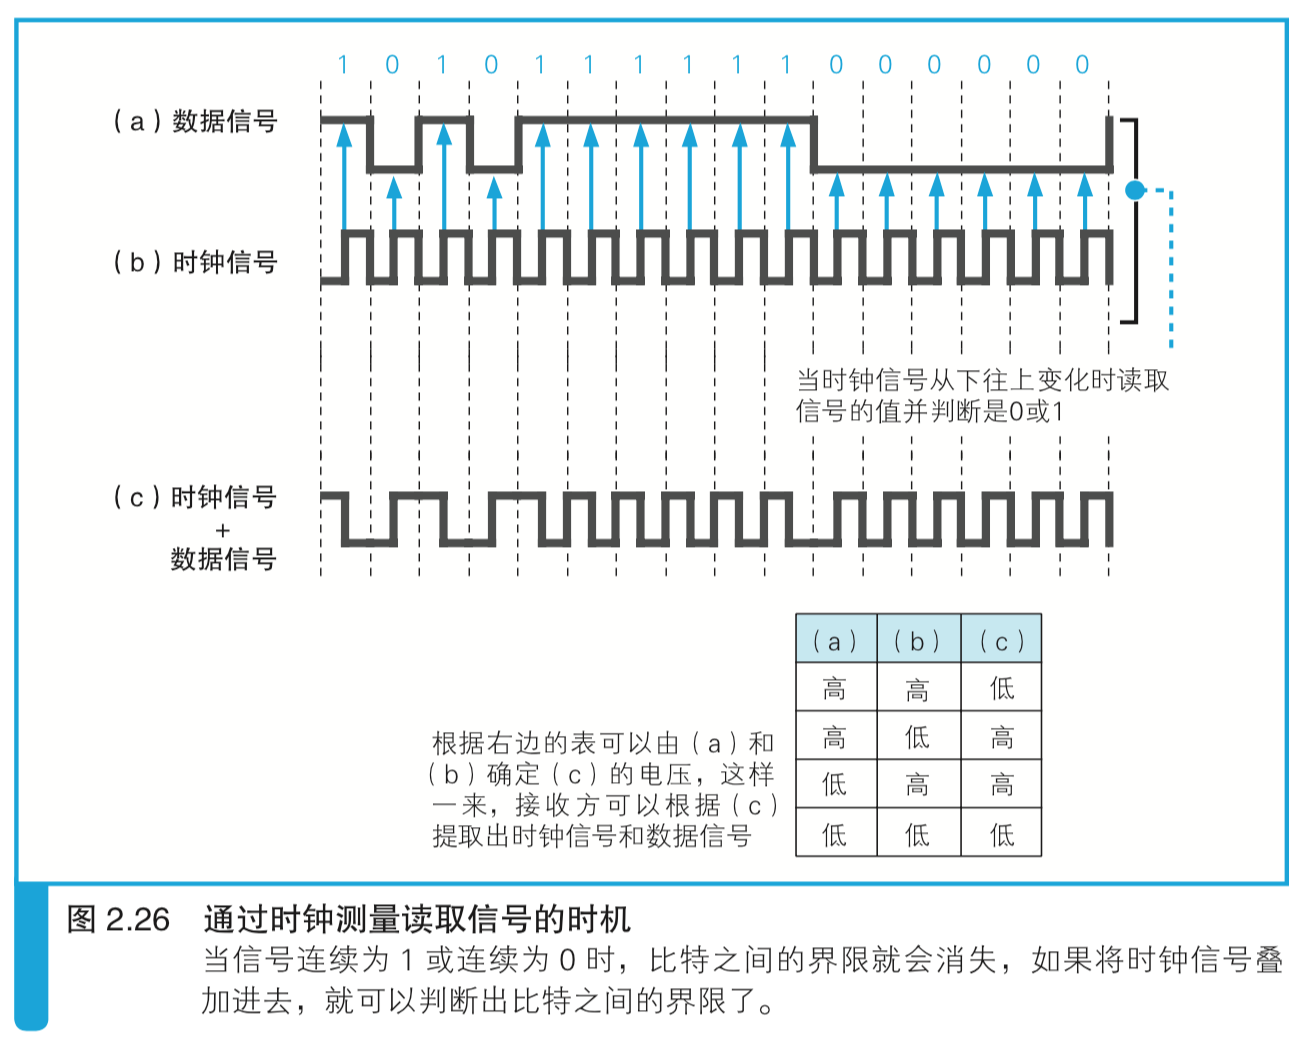 1 0 1 0 1 1 1 1 1 1 0 0 0 0 0 0
（a）数据信号
（b）时钟信号
当时钟信号从下往上变化时读取
信号的值并判断是0或1
（c）时钟信号
+
数据信号
（a） （b） （c）
高 高 低
高 低 高
低 高 高
低 低 低
根据右边的表可以由（a）和
（b）确定（c）的电压，这样
一来，接收方可以根据（c）
提取出时钟信号和数据信号
图 2.26 通过时钟测量读取信号的时机
当信号连续为 1 或连续为 0 时，比特之间的界限就会消失，如果将时钟信号叠
加进去，就可以判断出比特之间的界限了。